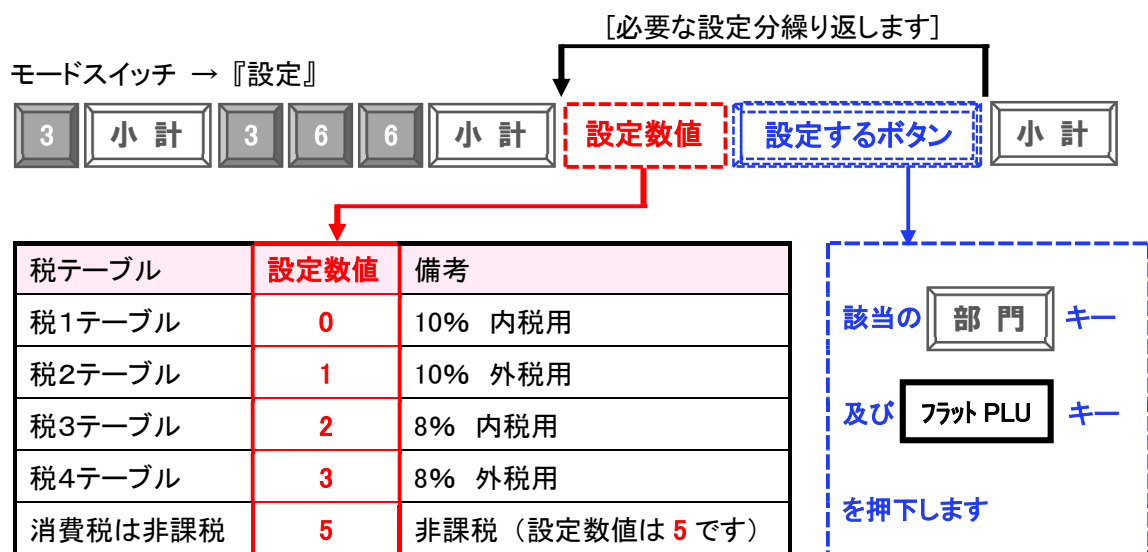 [必要な設定分繰り返します]
モードスイッチ → 『設定』
3 小計 3 6 6 小計 設定数値 設定するボタン 小計
税テーブル 設定数値 備考
税1テーブル 0 10% 内税用
税2テーブル 1 10% 外税用
税3テーブル 2 8% 内税用
税4テーブル 3 8% 外税用
消費税は非課税 5 非課税（設定数値は 5 です）
該当の 部門 キー
及び フラット PLU キー
を押下します